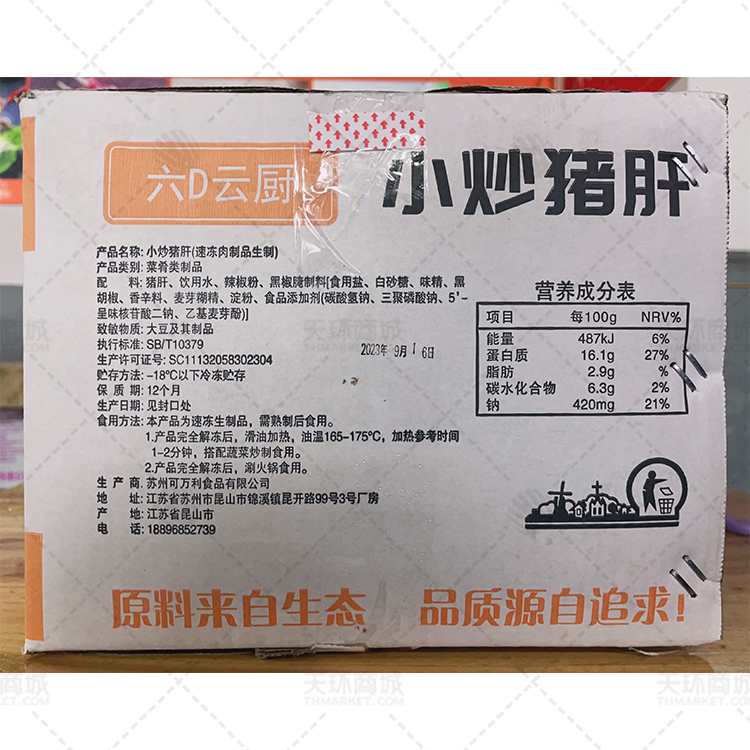 六D云厨
小炒猪肝
产品名称: 小炒猪肝(速冻肉制品生制)
产品类别: 菜肴类制品
配 料: 猪肝、饮用水、辣椒粉、黑椒腌制料[食用盐、白砂糖、味精、黑
胡椒、香辛料、麦芽糊精、淀粉、食品添加剂(碳酸氢钠、三聚磷酸钠、5'-
呈味核苷酸二钠、乙基麦芽酚)]
致敏物质: 大豆及其制品
执行标准: SB/T10379
生产许可证号: SC11132058302304
贮存方法: -18℃以下冷冻贮存
保 质 期: 12个月
生产日期: 见封口处
食用方法: 本产品为速冻生制品，需熟制后食用。
1.产品完全解冻后，滑油加热，油温165-175℃，加热参考时间
1-2分钟，搭配蔬菜炒制食用。
2.产品完全解冻后，涮火锅食用。
生 产 商: 苏州可万利食品有限公司
地 址: 江苏省苏州市昆山市锦溪镇昆开路99号3号厂房
产 地: 江苏省昆山市
电 话: 18896852739
2023年 9月 1 6日
营养成分表
项目 每100g NRV%
能量 487kJ 6%
蛋白质 16.1g 27%
脂肪 2.9g %
碳水化合物 6.3g 2%
钠 420mg 21%
原料来自生态 品质源自追求!
天环商城
THMARKET.COM